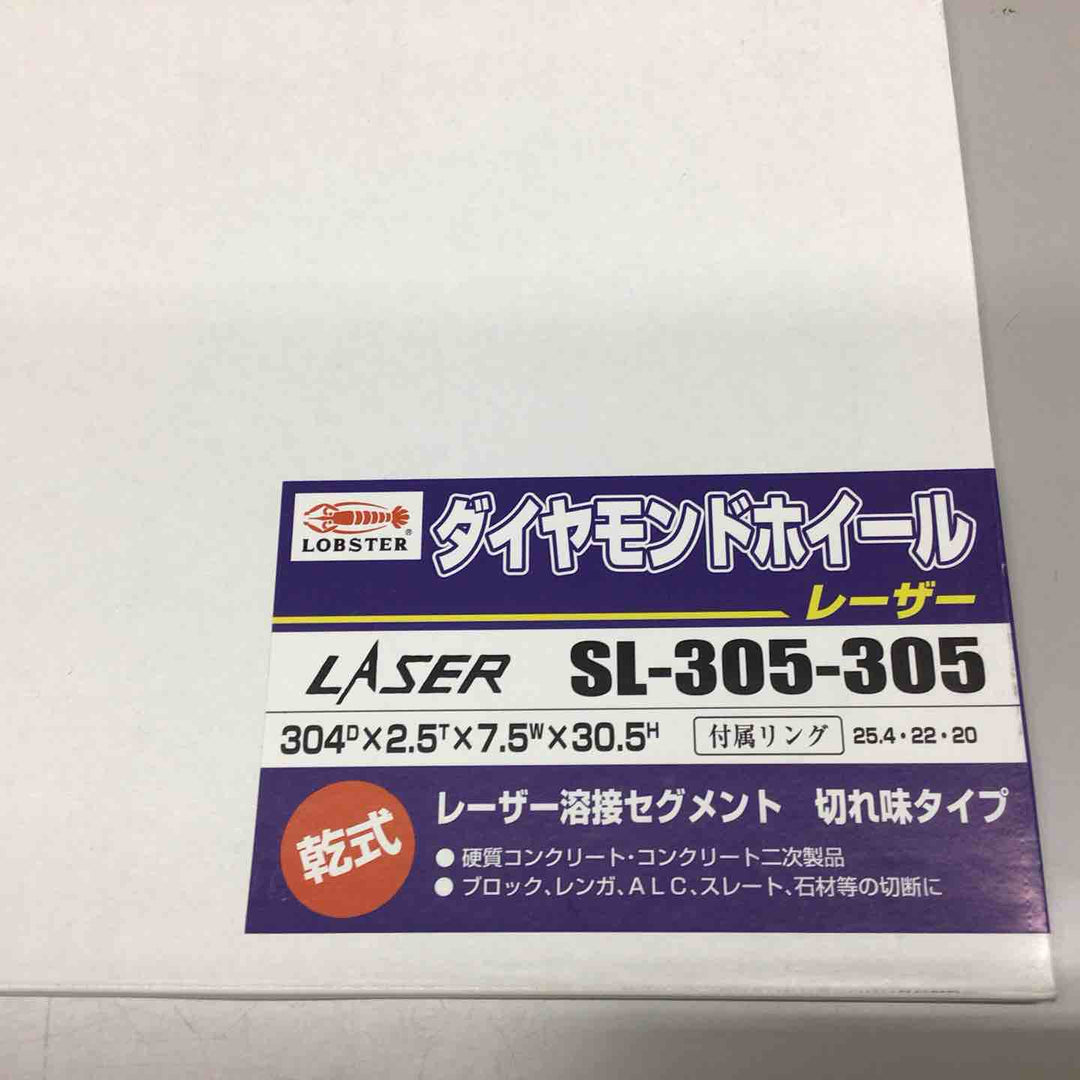 LOBSTER®
ダイヤモンドホイール
レーザー
LASER SL-305-305
304ᴰ×2.5ᵀ×7.5ᵂ×30.5ᴴ 付属リング 25.4・22・20
乾式
レーザー溶接セグメント 切れ味タイプ
●硬質コンクリート・コンクリート二次製品
●ブロック、レンガ、ALC、スレート、石材等の切断に